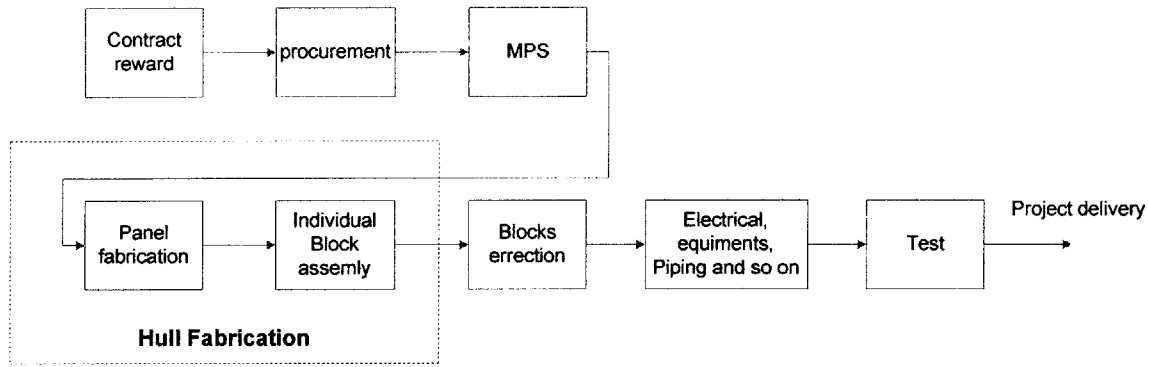 Contract
reward
procurement
MPS
Panel
fabrication
Individual
Block
assemly
Blocks
errection
Electrical,
equiments,
Piping and so on
Test
Project delivery
Hull Fabrication